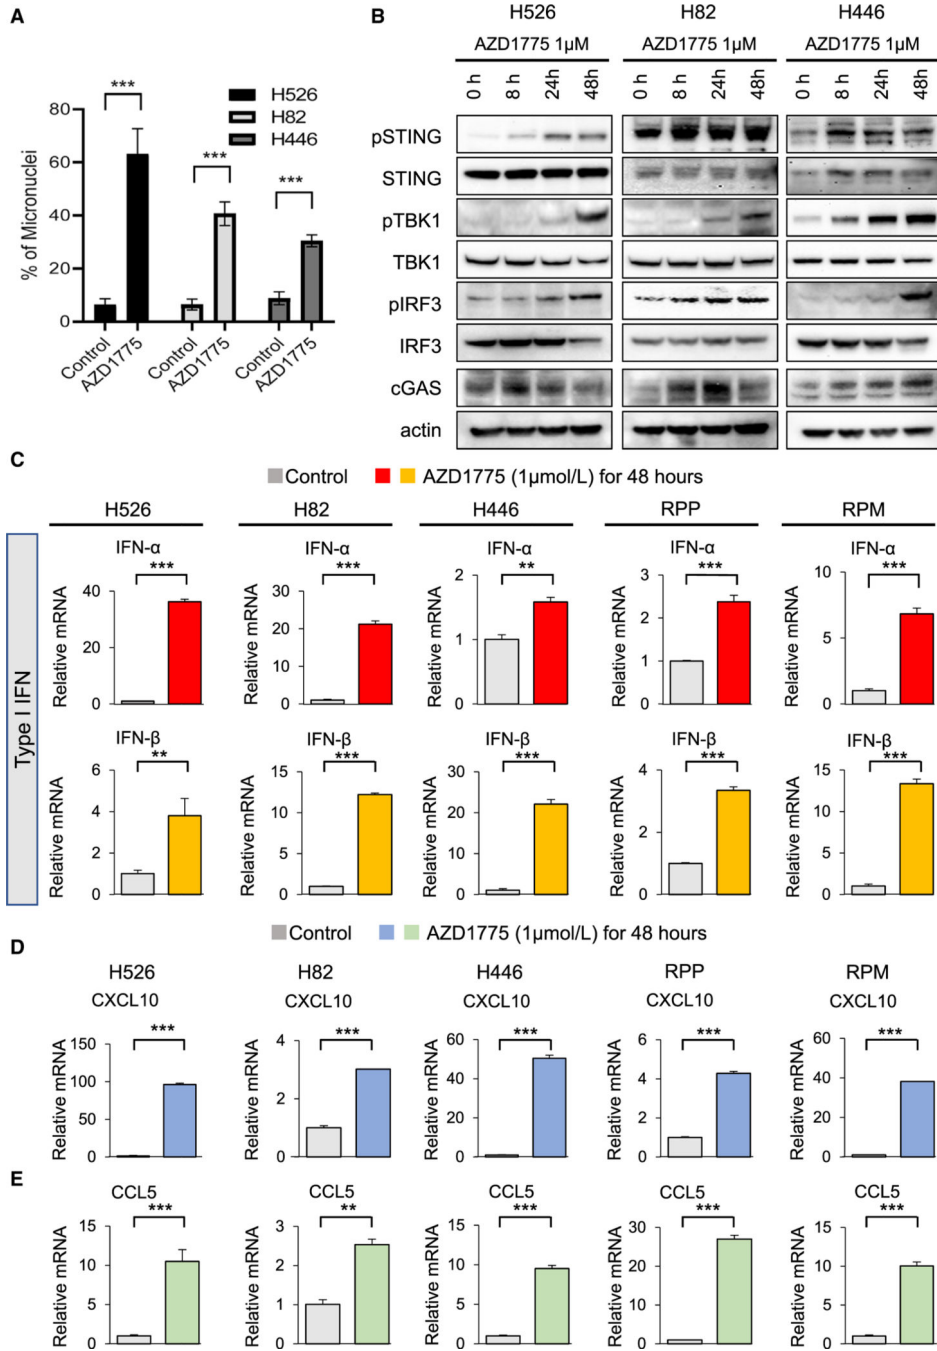 A
***
H526
H82
H446
***
***
% of Micronuclei
80
60
40
20
0
Control
AZD1775
Control
AZD1775
Control
AZD1775
B
H526 H82 H446
AZD1775 1µM AZD1775 1µM AZD1775 1µM
0 h 8 h 24h 48h 0 h 8 h 24h 48h 0 h 8 h 24h 48h
pSTING
STING
pTBK1
TBK1
pIRF3
IRF3
cGAS
actin
C
Control AZD1775 (1µmol/L) for 48 hours
H526 H82 H446 RPP RPM
Type I IFN
IFN-α IFN-α IFN-α IFN-α IFN-α
*** *** ** *** ***
Relative mRNA Relative mRNA Relative mRNA Relative mRNA Relative mRNA
40 30 2 3 10
20 20 1 2 5
0 10 0 1 0
0 0
IFN-β IFN-β IFN-β IFN-β IFN-β
** *** *** *** ***
Relative mRNA Relative mRNA Relative mRNA Relative mRNA Relative mRNA
6 15 30 4 15
4 10 20 2 10
2 5 10 0 5
0 0 0 0
Control AZD1775 (1µmol/L) for 48 hours
D
H526 H82 H446 RPP RPM
CXCL10 CXCL10 CXCL10 CXCL10 CXCL10
*** *** *** *** ***
Relative mRNA Relative mRNA Relative mRNA Relative mRNA Relative mRNA
150 4 60 6 60
100 2 40 4 40
50 0 20 2 20
0 0 0 0
E
CCL5 CCL5 CCL5 CCL5 CCL5
*** ** *** *** ***
Relative mRNA Relative mRNA Relative mRNA Relative mRNA Relative mRNA
15 3 15 30 15
10 2 10 20 10
5 1 5 10 5
0 0 0 0 0